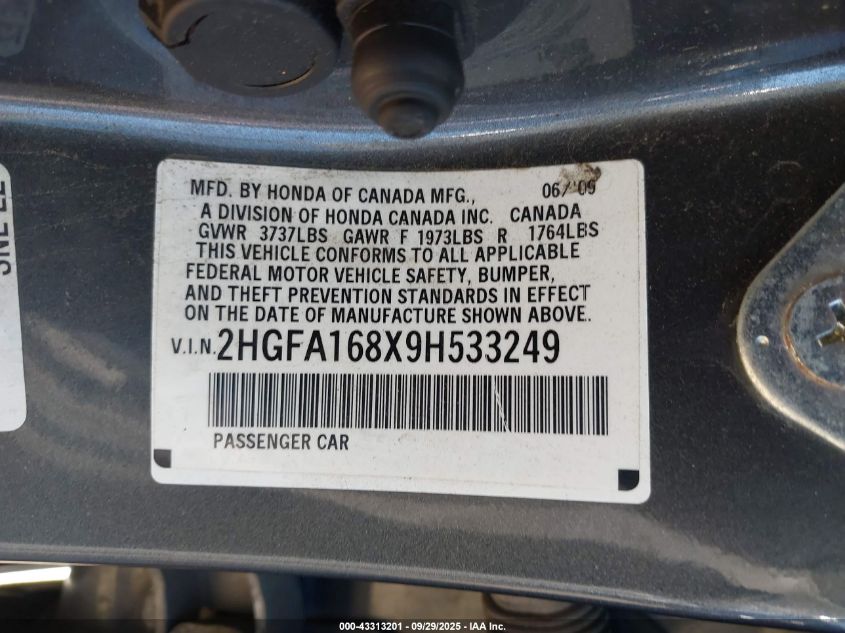 MFD. BY HONDA OF CANADA MFG., 06/09
A DIVISION OF HONDA CANADA INC. CANADA
GVWR 3737LBS GAWR F 1973LBS R 1764LBS
THIS VEHICLE CONFORMS TO ALL APPLICABLE
FEDERAL MOTOR VEHICLE SAFETY, BUMPER,
AND THEFT PREVENTION STANDARDS IN EFFECT
ON THE DATE OF MANUFACTURE SHOWN ABOVE.
V.I.N. 2HGFA168X9H533249
PASSENGER CAR
000-43313201 - 09/29/2025 - IAA Inc.